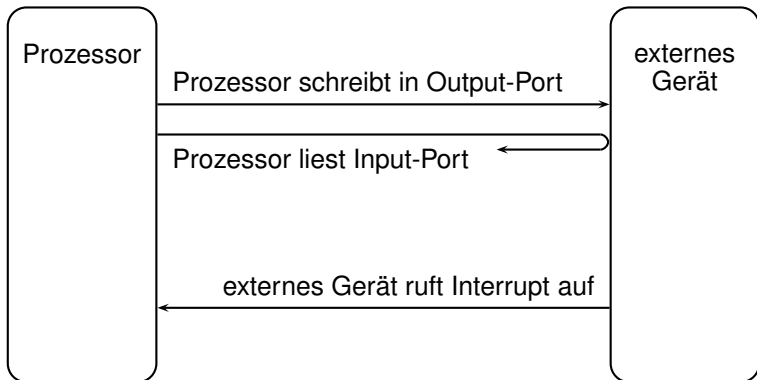 Prozessor
externes
Gerät
Prozessor schreibt in Output-Port
Prozessor liest Input-Port
externes Gerät ruft Interrupt auf